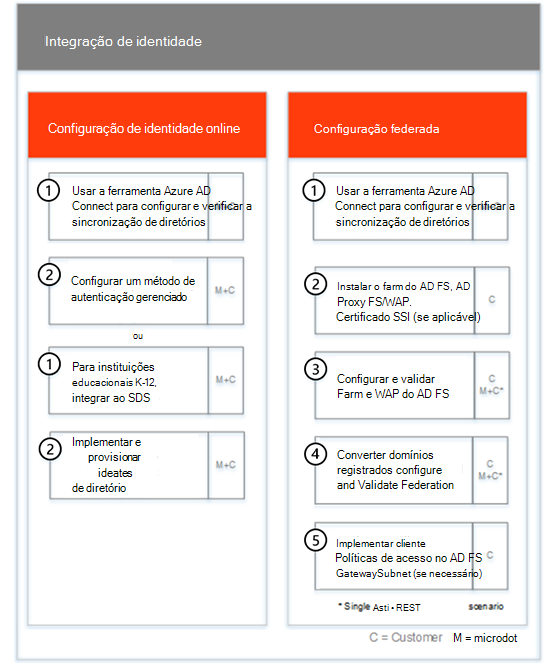 Integração de identidade
Configuração de identidade online
1
Usar a ferramenta Azure AD
Connect para configurar e verificar a
sincronização de diretórios
2
Configurar um método de
autenticação gerenciado
M+C
ou
1
Para instituições
educacionais K-12,
integrar ao SDS
M+C
2
Implementar e
provisionar
ideates
de diretório
M+C
Configuração federada
1
Usar a ferramenta Azure AD
Connect para configurar e verificar a
sincronização de diretórios
2
Instalar o farm do AD FS, AD
Proxy FS/WAP.
Certificado SSI (se aplicável)
C
3
Configurar e validar
Farm e WAP do AD FS
C
M+C*
4
Converter domínios
registrados configure
and Validate Federation
C
M+C*
5
Implementar cliente
Políticas de acesso no AD FS
GatewaySubnet (se necessário)
C
* Single Asti • REST scenario
C = Customer M = microdot